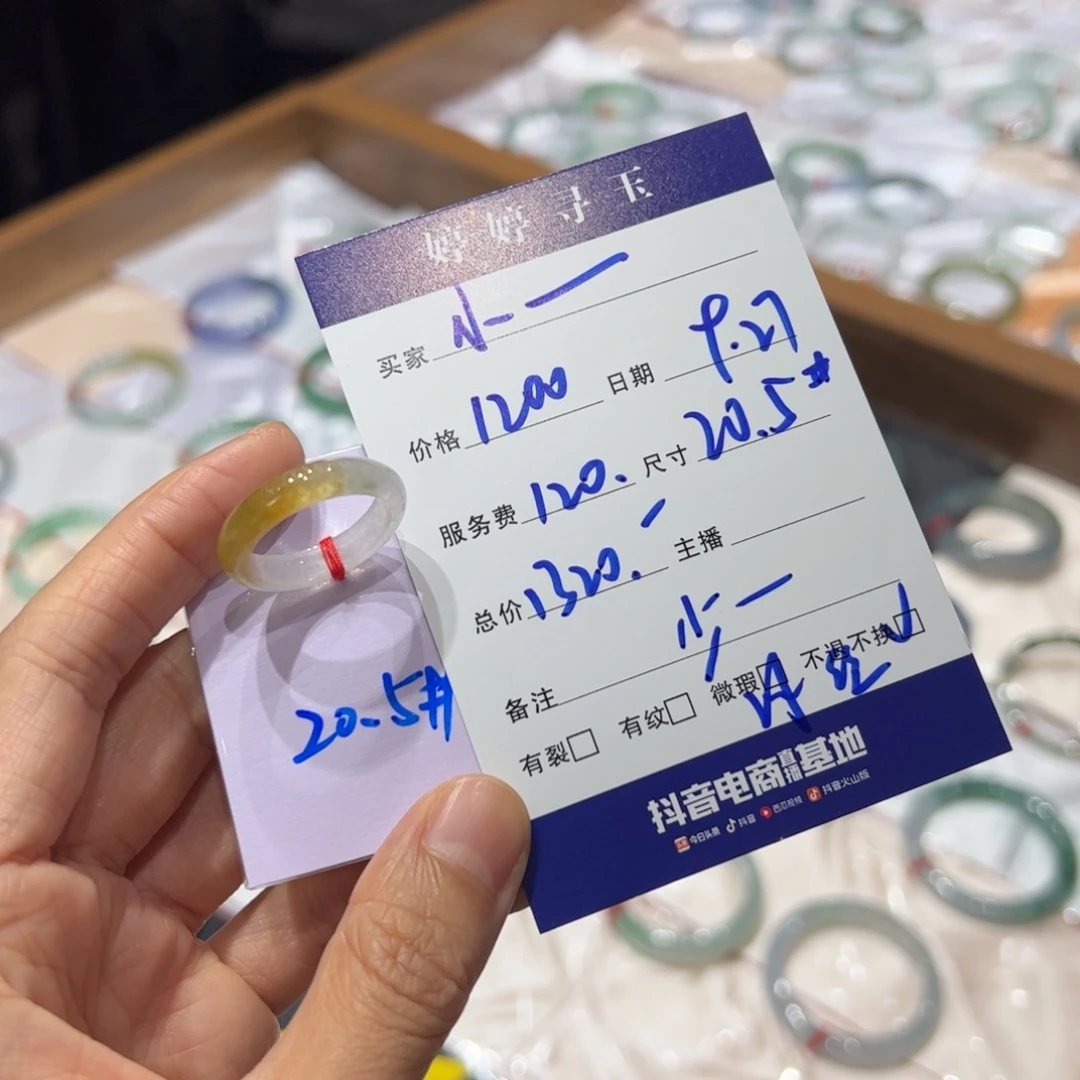 婷婷寻玉
买家 小一
价格 1200 日期 9.27
服务费 120. 尺寸 20.5#
总价 1320. 主播
备注 小一
有裂 有纹 微瑕 不退不换
抖音电商直播基地
今日头条 抖音 西瓜视频 抖音火山版
20.5#